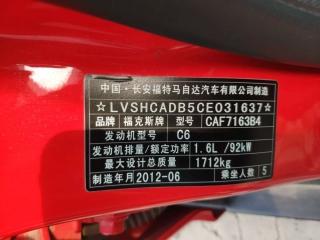 中国·长安福特马自达汽车有限公司制造
☆LVSHCADB5CE031637☆
品牌 福克斯牌 型号 CAF7163B4
发动机型号 C6
发动机排量/额定功率 1.6L /92kW
最大设计总质量 1712kg
制造年月 2012-06 乘坐人数 5